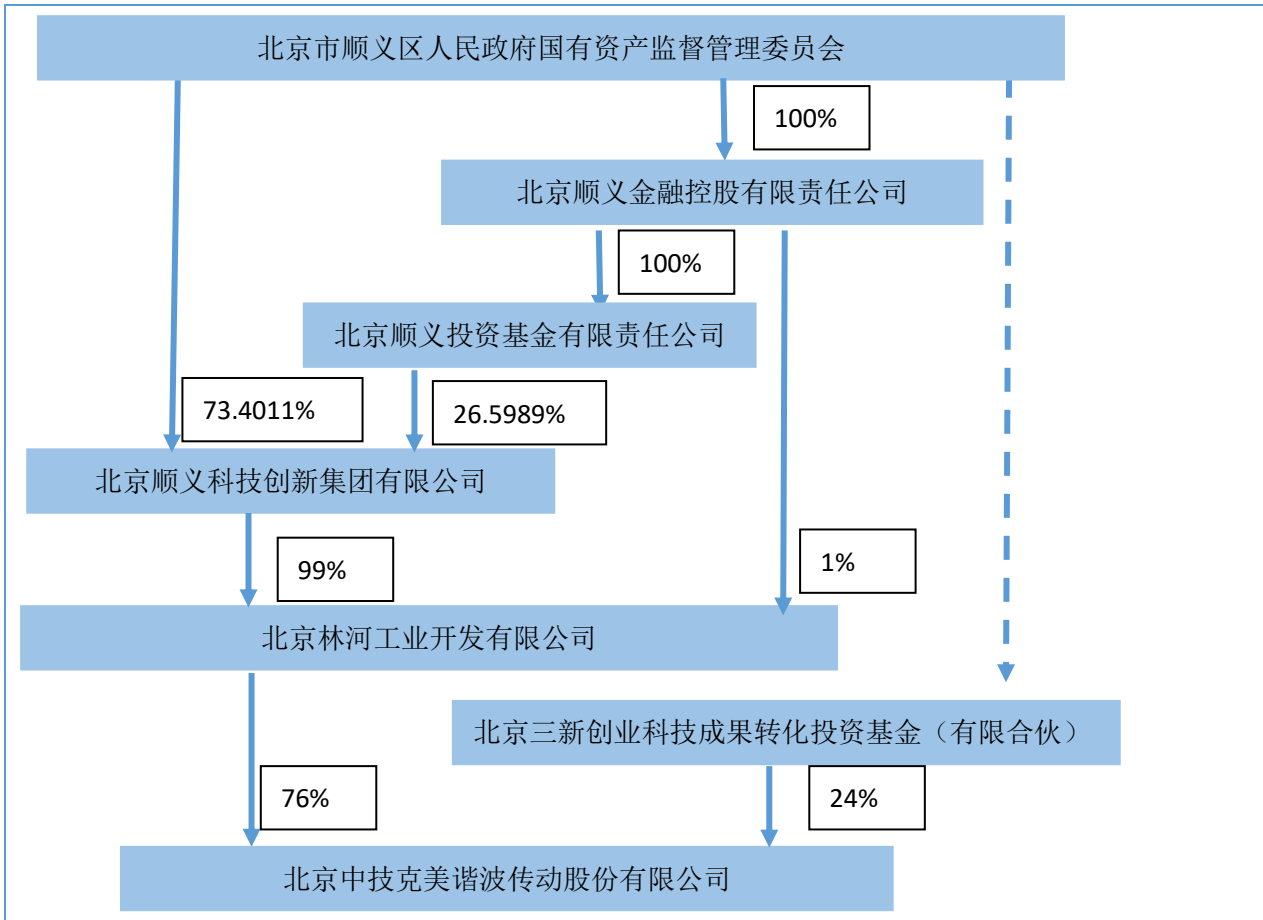 北京市顺义区人民政府国有资产监督管理委员会
100%
北京顺义金融控股有限责任公司
100%
北京顺义投资基金有限责任公司
73.4011%
26.5989%
北京顺义科技创新集团有限公司
99%
1%
北京林河工业开发有限公司
北京三新创业科技成果转化投资基金（有限合伙）
76%
24%
北京中技克美谐波传动股份有限公司